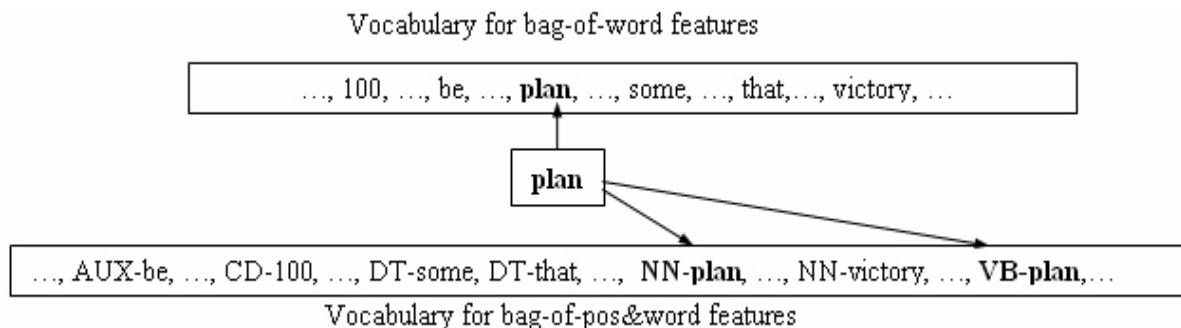 Vocabulary for bag-of-word features
…, 100, …, be, …, plan, …, some, …, that,…, victory, …
plan
…, AUX-be, …, CD-100, …, DT-some, DT-that, …, NN-plan, …, NN-victory, …, VB-plan,…
Vocabulary for bag-of-pos&word features